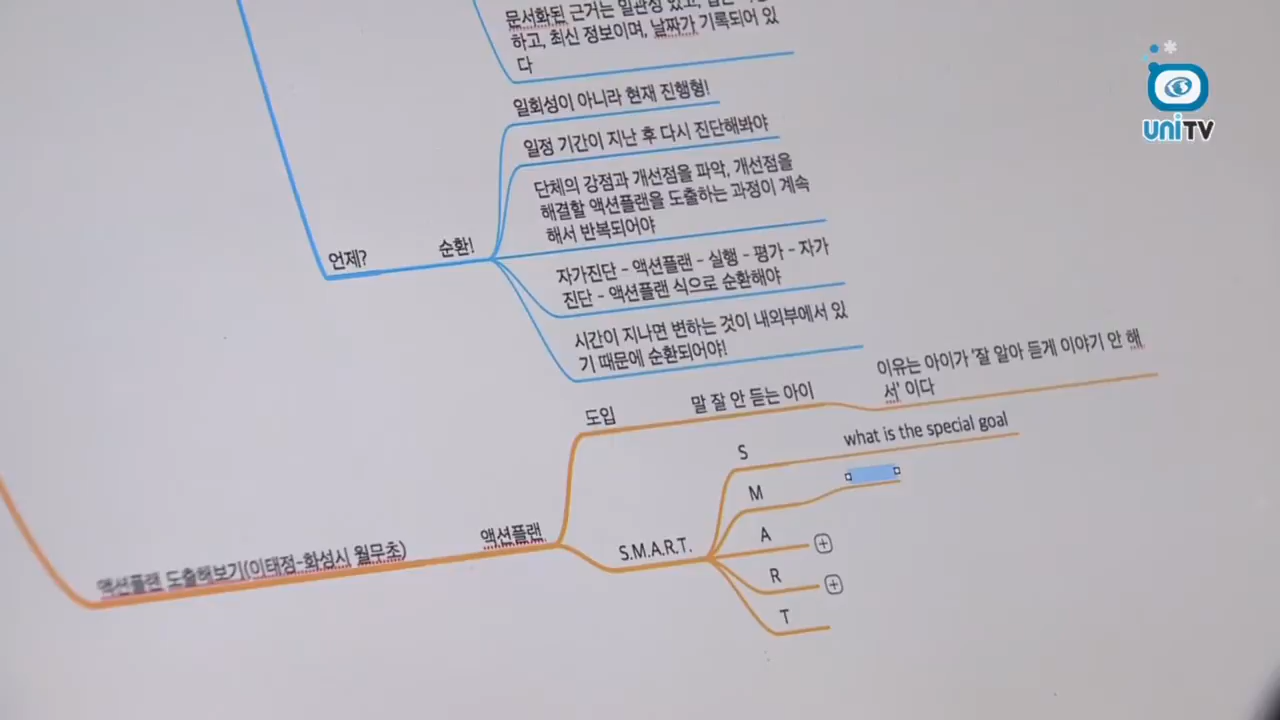 문서화된 근거는 일관성 있고,
하고, 최신 정보이며, 날짜가 기록되어 있
다
일회성이 아니라 현재 진행형!
일정 기간이 지난 후 다시 진단해봐야
단체의 강점과 개선점을 파악, 개선점을
해결할 액션플랜을 도출하는 과정이 계속
해서 반복되어야
언제?
순환!
자가진단 - 액션플랜 - 실행 - 평가 - 자가
진단 - 액션플랜 식으로 순환해야
시간이 지나면 변하는 것이 내외부에서 있
기 때문에 순환되어야!
도입
말 잘 안 듣는 아이
이유는 아이가 '잘 알아 듣게 이야기 안 해
서' 이다
액션플랜 도출해보기(이태정-화성시 월무초)
액션플랜
S.M.A.R.T.
S
what is the special goal
M
A
R
T
uniTV